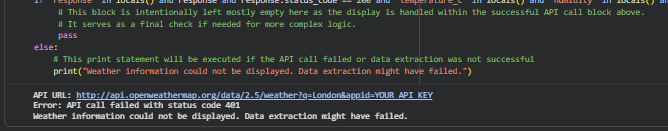 if 'response' in locals() and response and response.status_code == 200 and 'temperature_c' in locals() and 'humidity' in locals() and
# This block is intentionally left mostly empty here as the display is handled within the successful API call block above.
# It serves as a final check if needed for more complex logic.
pass
else:
# This print statement will be executed if the API call failed or data extraction was not successful
print("Weather information could not be displayed. Data extraction might have failed.")
API URL: http://api.openweathermap.org/data/2.5/weather?q=London&appid=YOUR API KEY
Error: API call failed with status code 401
Weather information could not be displayed. Data extraction might have failed.